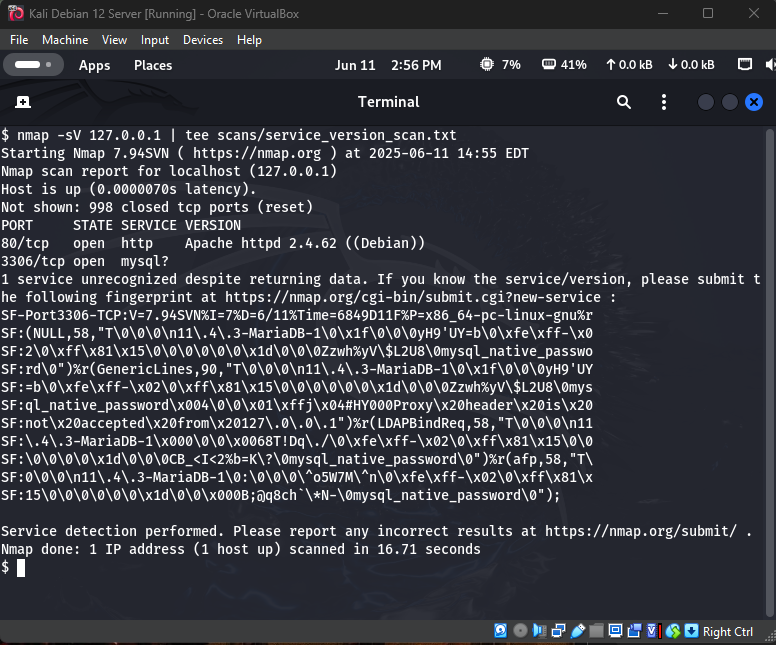 Kali Debian 12 Server [Running] - Oracle VirtualBox
File Machine View Input Devices Help
Apps Places Jun 11 2:56 PM 7% 41% ↑0.0 kB ↓0.0 kB
Terminal
$ nmap -sV 127.0.0.1 | tee scans/service_version_scan.txt
Starting Nmap 7.94SVN ( https://nmap.org ) at 2025-06-11 14:55 EDT
Nmap scan report for localhost (127.0.0.1)
Host is up (0.0000070s latency).
Not shown: 998 closed tcp ports (reset)
PORT     STATE SERVICE VERSION
80/tcp   open  http    Apache httpd 2.4.62 ((Debian))
3306/tcp open  mysql?
1 service unrecognized despite returning data. If you know the service/version, please submit t
he following fingerprint at https://nmap.org/cgi-bin/submit.cgi?new-service :
SF-Port3306-TCP:V=7.94SVN%I=7%D=6/11%Time=6849D11F%P=x86_64-pc-linux-gnu%r
SF:(NULL,58,"T\0\0\0\n11\.4\.3-MariaDB-1\0\x1f\0\0\0yH9'UY=b\0\xfe\xff-\x0
SF:2\0\xff\x81\x15\0\0\0\0\0\0\x1d\0\0\0Zzwh%yV\$L2U8\0mysql_native_passwo
SF:rd\0")%r(GenericLines,90,"T\0\0\0\n11\.4\.3-MariaDB-1\0\x1f\0\0\0yH9'UY
SF:=b\0\xfe\xff-\x02\0\xff\x81\x15\0\0\0\0\0\0\x1d\0\0\0Zzwh%yV\$L2U8\0mys
SF:ql_native_password\x004\0\0\x01\xffj\x04#HY000Proxy\x20header\x20is\x20
SF:not\x20accepted\x20from\x20127\.0\.0\.1")%r(LDAPBindReq,58,"T\0\0\0\n11
SF:\.4\.3-MariaDB-1\x000\0\0\x0068T!Dq\./\0\xfe\xff-\x02\0\xff\x81\x15\0\0
SF:\0\0\0\0\x1d\0\0\0CB_<I<2%b=K\?\0mysql_native_password\0")%r(afp,58,"T\
SF:0\0\0\n11\.4\.3-MariaDB-1\0:\0\0\0\^o5W7M\^n\0\xfe\xff-\x02\0\xff\x81\x
SF:15\0\0\0\0\0\0\x1d\0\0\x000B;@q8ch`\*N-\0mysql_native_password\0");
Service detection performed. Please report any incorrect results at https://nmap.org/submit/ .
Nmap done: 1 IP address (1 host up) scanned in 16.71 seconds
$
Right Ctrl